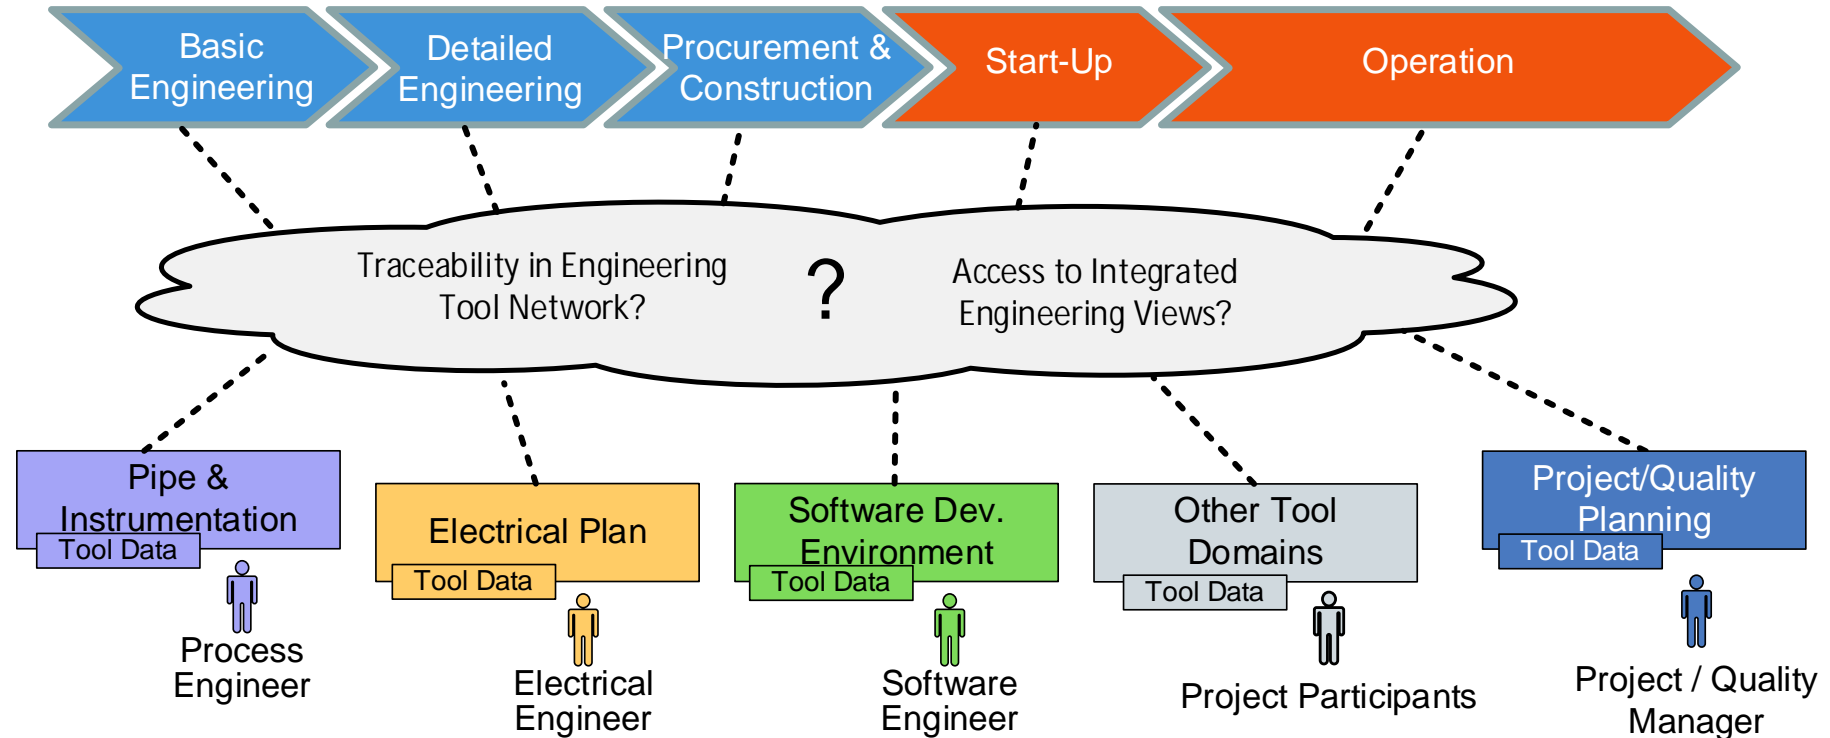 Basic
Engineering
Detailed
Engineering
Procurement &
Construction
Start-Up
Operation
Traceability in Engineering
Tool Network?
?
Access to Integrated
Engineering Views?
Pipe &
Instrumentation
Tool Data
Process
Engineer
Electrical Plan
Tool Data
Electrical
Engineer
Software Dev.
Environment
Tool Data
Software
Engineer
Other Tool
Domains
Tool Data
Project Participants
Project/Quality
Planning
Tool Data
Project / Quality
Manager